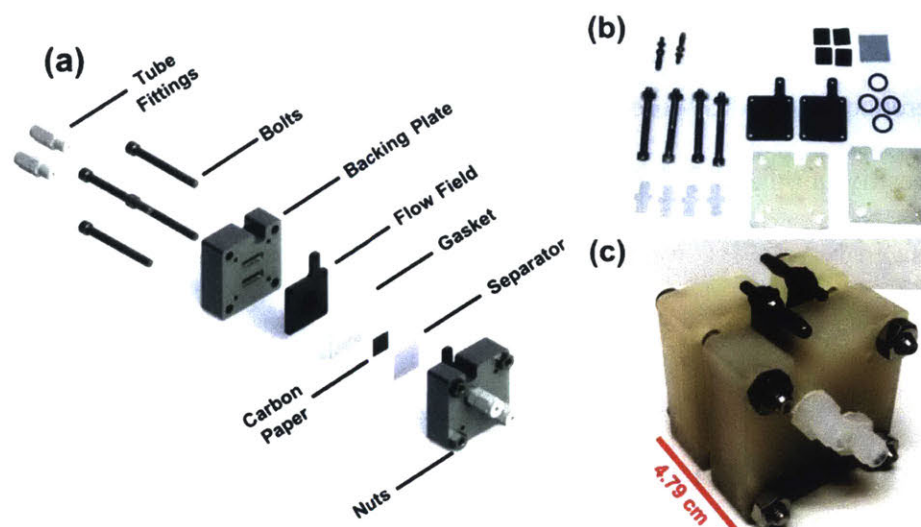 (a)
Tube
Fittings
Bolts
Backing Plate
Flow Field
Gasket
Separator
Carbon
Paper
Nuts
(b)
(c)
4.79 cm